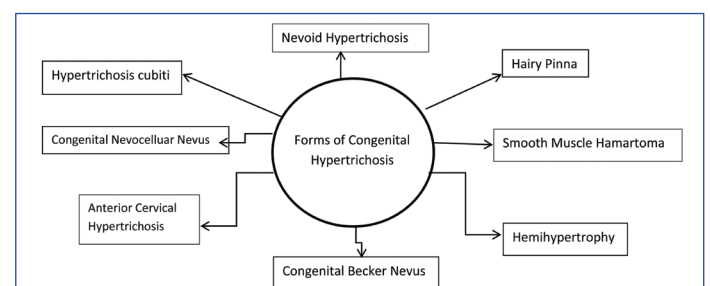 Nevoid Hypertrichosis
Hairy Pinna
Hypertrichosis cubiti
Congenital Nevocelluar Nevus
Forms of Congenital
Hypertrichosis
Smooth Muscle Hamartoma
Anterior Cervical
Hypertrichosis
Hemihypertrophy
Congenital Becker Nevus